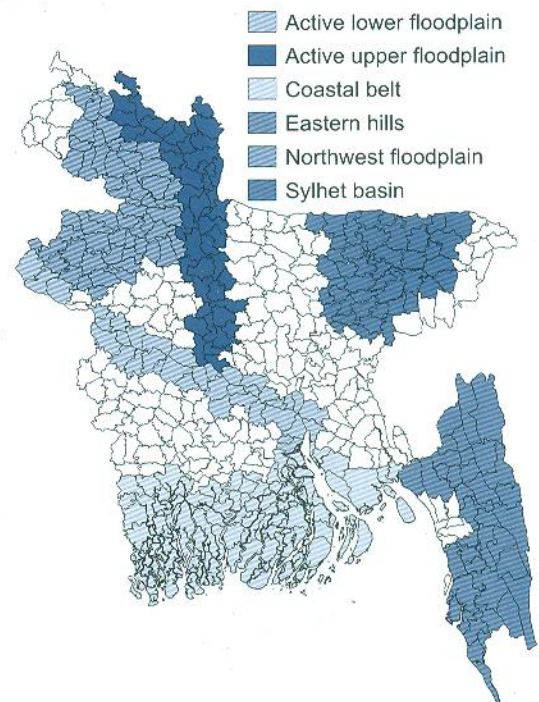 Active lower floodplain
Active upper floodplain
Coastal belt
Eastern hills
Northwest floodplain
Sylhet basin